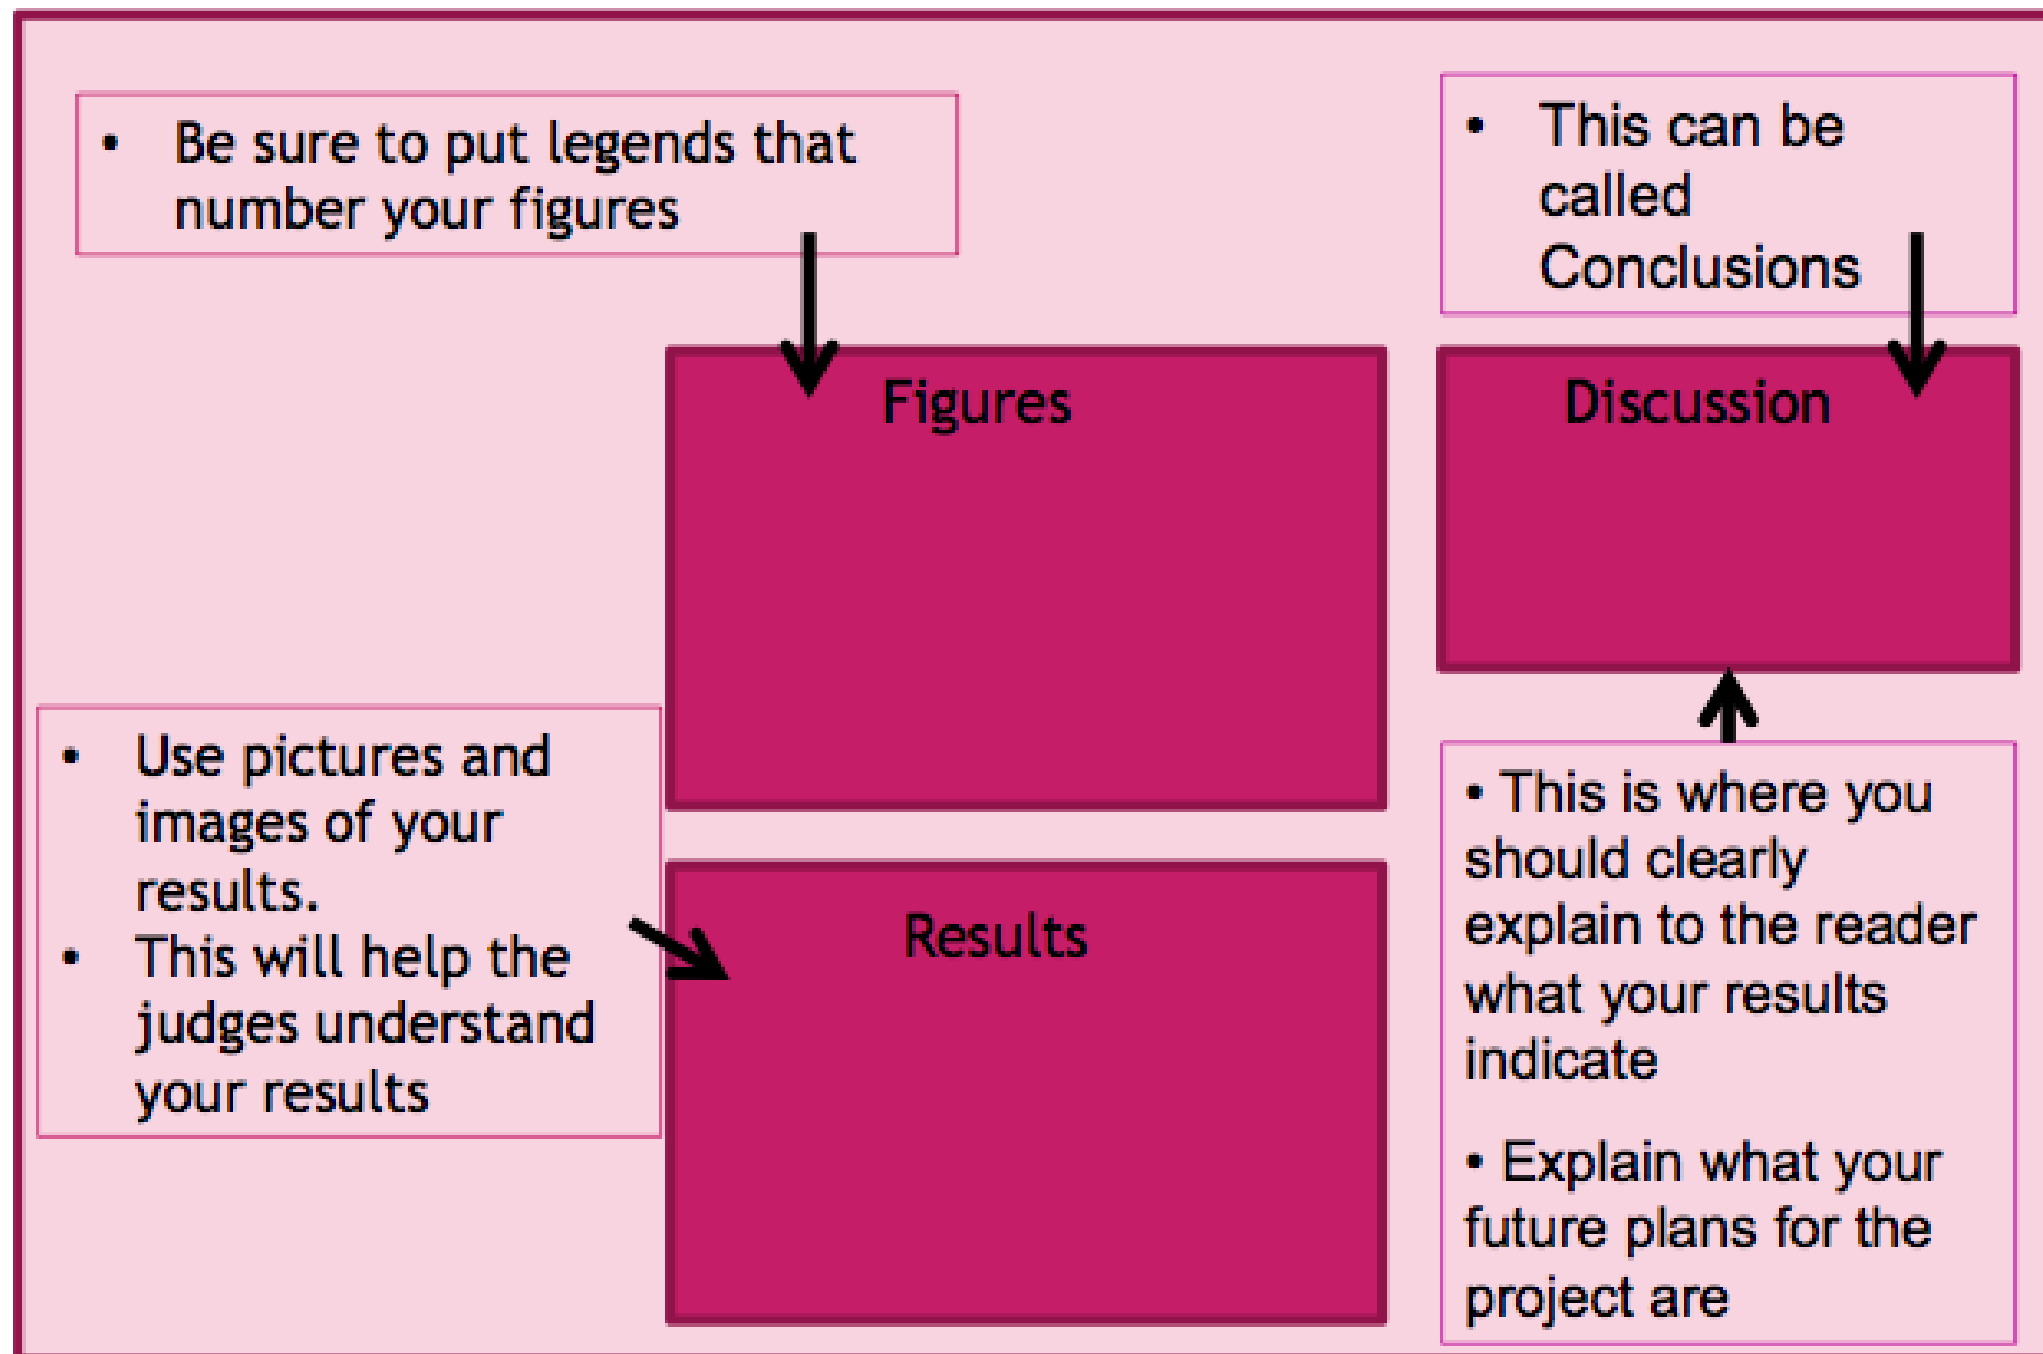 • Be sure to put legends that
number your figures
• This can be
called
Conclusions
Figures
Discussion
• Use pictures and
images of your
results.
• This will help the
judges understand
your results
Results
• This is where you
should clearly
explain to the reader
what your results
indicate
• Explain what your
future plans for the
project are